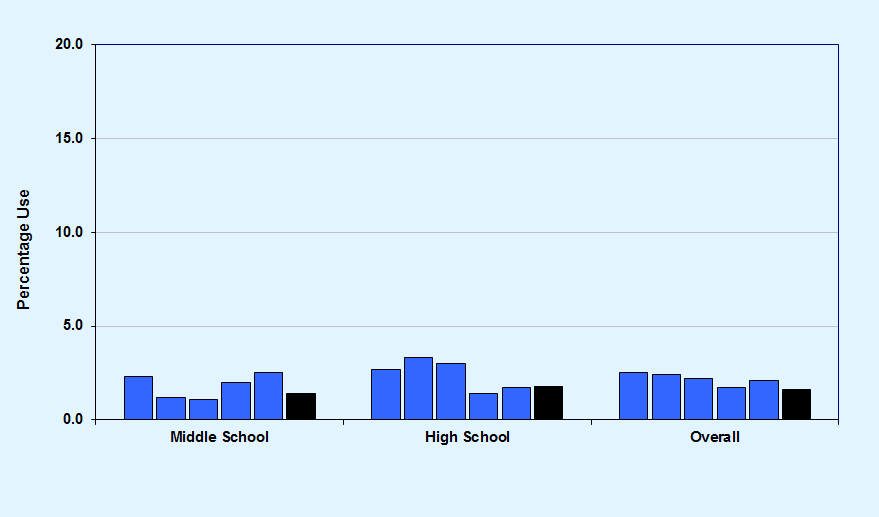 20.0
15.0
10.0
5.0
0.0
Percentage Use
Middle School
High School
Overall